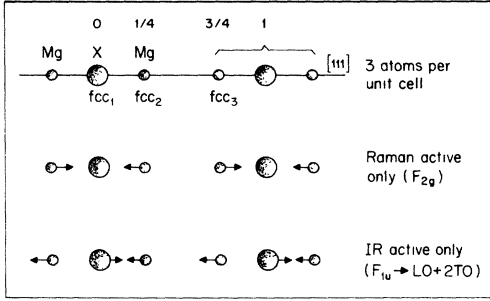 0 1/4 3/4 1
Mg X Mg
[111] 3 atoms per
unit cell
fcc₁ fcc₂ fcc₃
Raman active
only (F₂g)
IR active only
(F₁u → LO+2TO)